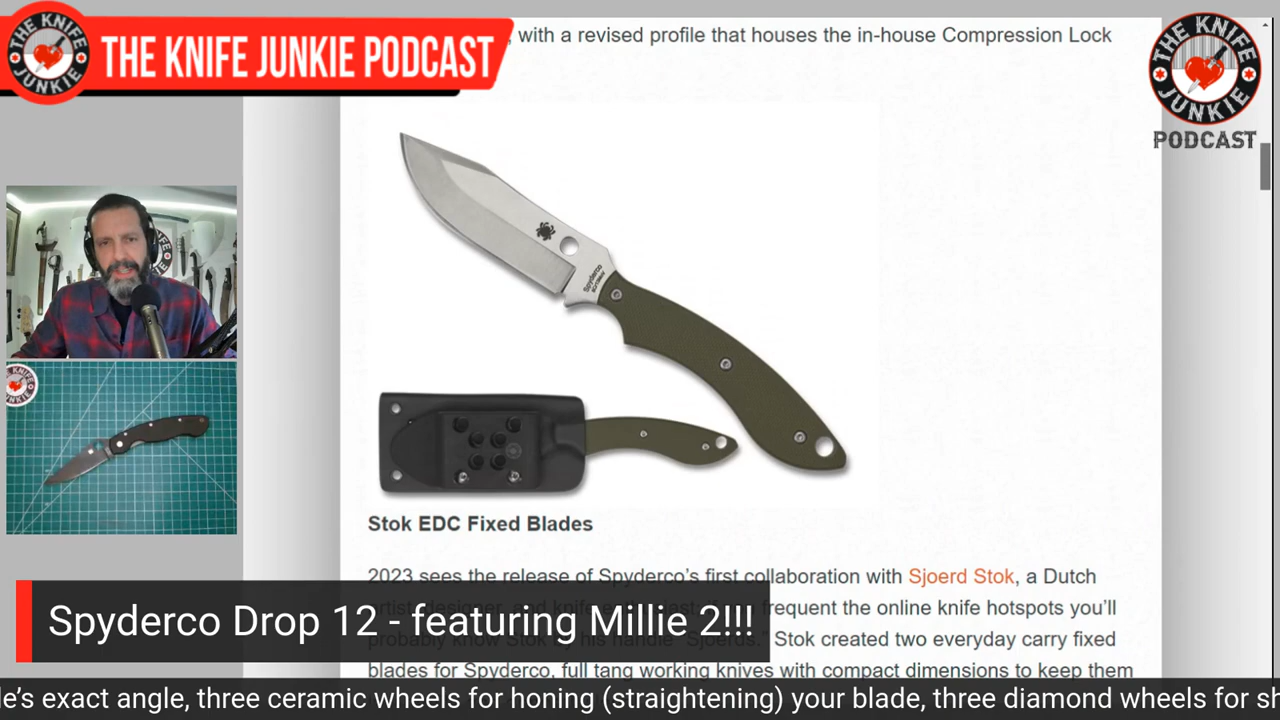 THE KNIFE JUNKIE
THE KNIFE JUNKIE PODCAST
, with a revised profile that houses the in-house Compression Lock
THE KNIFE JUNKIE
PODCAST
Spyderco
Stok EDC Fixed Blades
2023 sees the release of Spyderco’s first collaboration with Sjoerd Stok, a Dutch
frequent the online knife hotspots you’ll
Stok created two everyday carry fixed
blades for Spyderco, full tang working knives with compact dimensions to keep them
Spyderco Drop 12 - featuring Millie 2!!!
le’s exact angle, three ceramic wheels for honing (straightening) your blade, three diamond wheels for sh